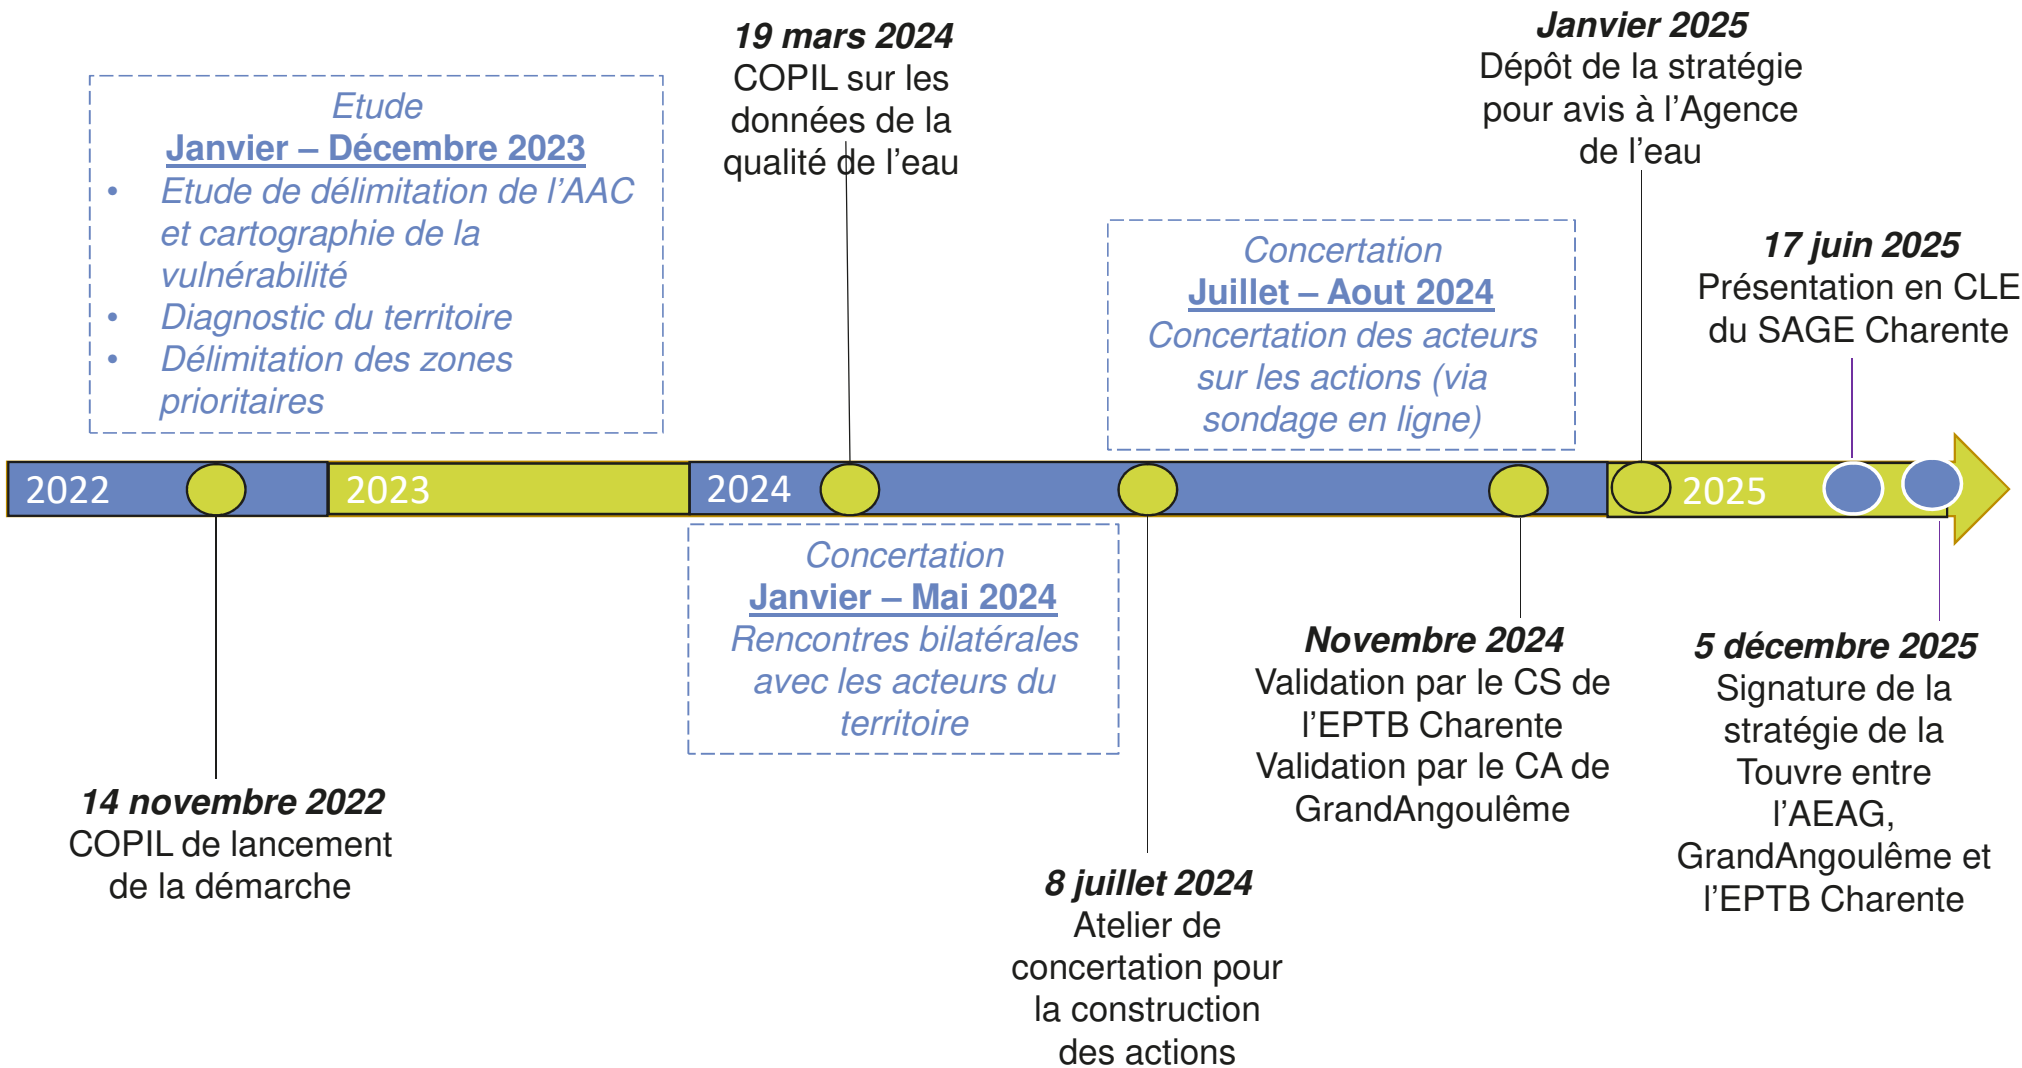 Etude
Janvier – Décembre 2023
• Etude de délimitation de l’AAC
et cartographie de la
vulnérabilité
• Diagnostic du territoire
• Délimitation des zones
prioritaires
19 mars 2024
COPIL sur les
données de la
qualité de l’eau
Janvier 2025
Dépôt de la stratégie
pour avis à l’Agence
de l’eau
Concertation
Juillet – Aout 2024
Concertation des acteurs
sur les actions (via
sondage en ligne)
17 juin 2025
Présentation en CLE
du SAGE Charente
2022
2023
2024
2025
Concertation
Janvier – Mai 2024
Rencontres bilatérales
avec les acteurs du
territoire
14 novembre 2022
COPIL de lancement
de la démarche
8 juillet 2024
Atelier de
concertation pour
la construction
des actions
Novembre 2024
Validation par le CS de
l’EPTB Charente
Validation par le CA de
GrandAngoulême
5 décembre 2025
Signature de la
stratégie de la
Touvre entre
l’AEAG,
GrandAngoulême et
l’EPTB Charente